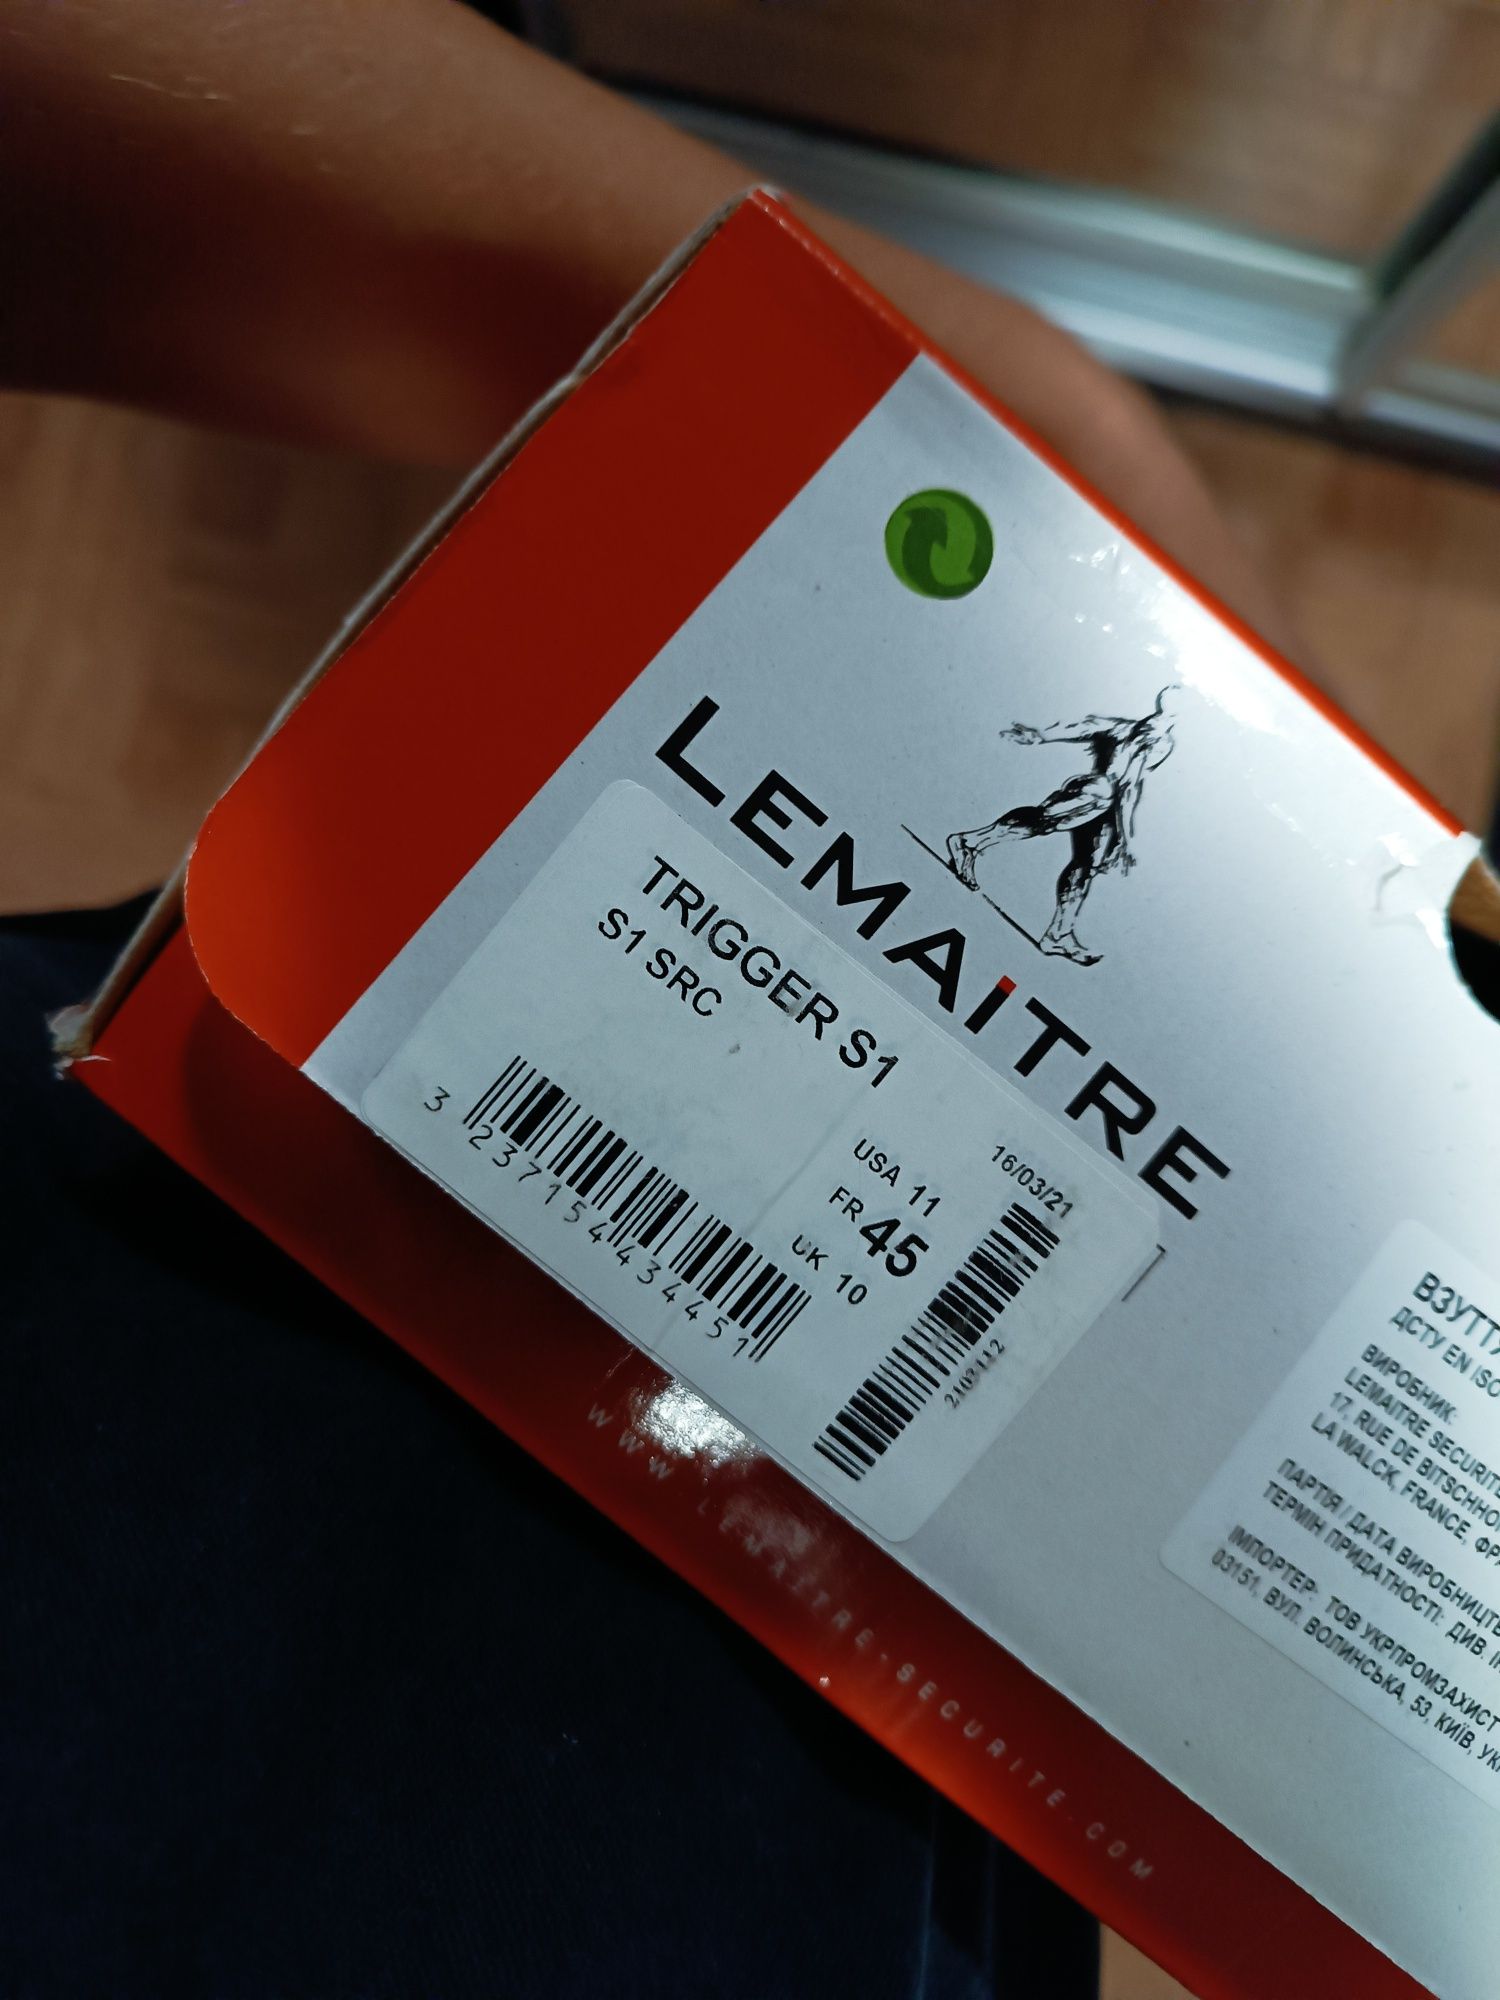 LEMAiTRE
TRIGGER S1
S1 SRC
3 237154 434451
USA 11
FR 45
UK 10
16/03/21
WWW.LEMAITRE-SECURITE.COM
ВЗУТТ
ДСТУ EN ISO
ВИРОБНИК:
LEMAITRE SECURITE
17, RUE DE BITSCHHO
LA WALCK, FRANCE, ФР
ПАРТІЯ / ДАТА ВИРОБНИЦТВ
ТЕРМІН ПРИДАТНОСТІ: ДИВ. І
ІМПОРТЕР: ТОВ УКРПРОМЗАХИСТ
03151, ВУЛ. ВОЛИНСЬКА, 53, КИЇВ, УК